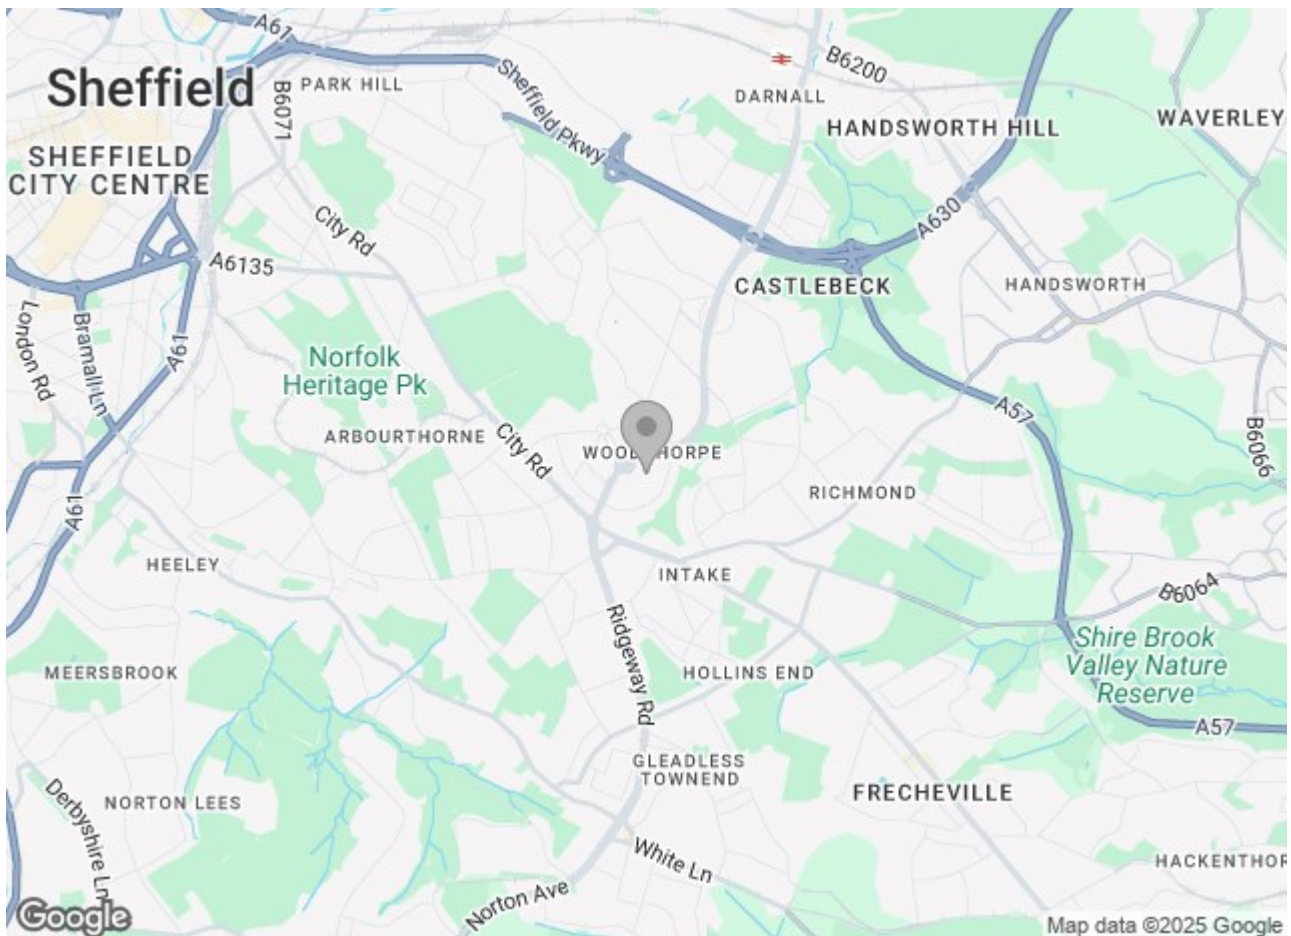 A61
B6200
Sheffield
PARK HILL
B6071
Sheffield Pkwy
DARNALL
HANDSWORTH HILL
WAVERLEY
SHEFFIELD
CITY CENTRE
City Rd
A630
A6135
CASTLEBECK
HANDSWORTH
London Rd
Bramall Ln
A61
Norfolk
Heritage Pk
A57
ARBOURTHORNE
City Rd
B6066
RICHMOND
A61
HEELEY
INTAKE
B6064
Ridgeway Rd
Shire Brook
Valley Nature
Reserve
MEERSBROOK
HOLLINS END
A57
GLEADLESS
TOWNEND
Derbyshire Ln
NORTON LEES
FRECHEVILLE
White Ln
HACKENTHOR
Norton Ave
Google
Map data ©2025 Google